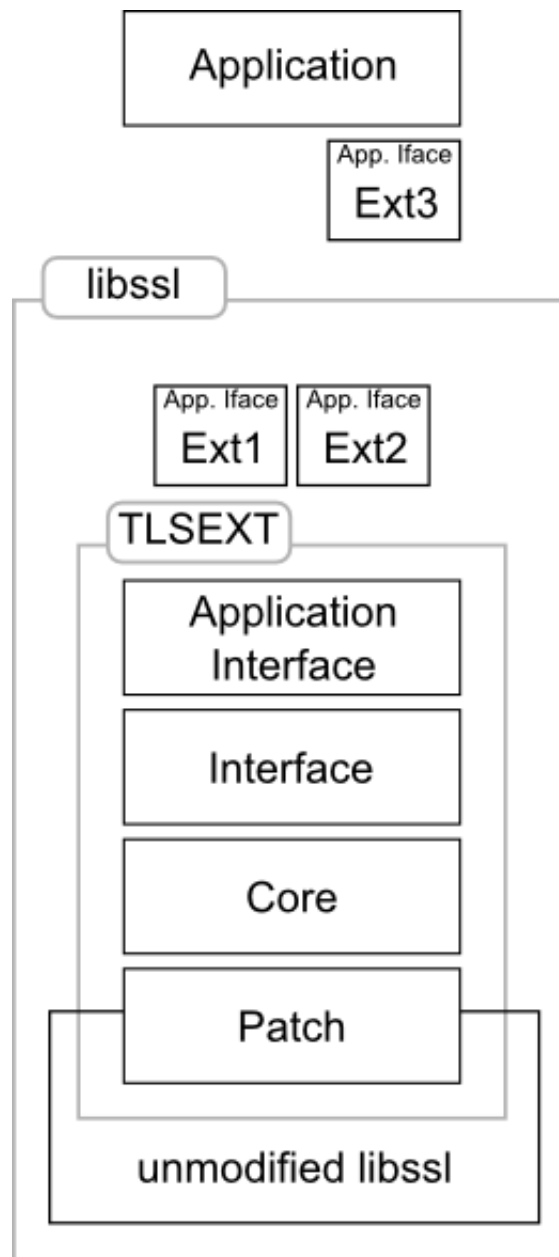 Application
App. Iface
Ext3
libssl
App. Iface App. Iface
Ext1 Ext2
TLSEXT
Application
Interface
Interface
Core
Patch
unmodified libssl